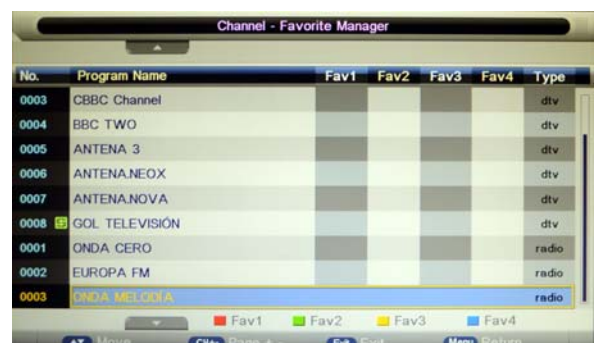 Channel - Favorite Manager
No. Program Name Fav1 Fav2 Fav3 Fav4 Type
0003 CBBC Channel dtv
0004 BBC TWO dtv
0005 ANTENA 3 dtv
0006 ANTENA.NEOX dtv
0007 ANTENA.NOVA dtv
0008 GOL TELEVISIÓN dtv
0001 ONDA CERO radio
0002 EUROPA FM radio
0003 ONDA MELODÍA radio
Fav1 Fav2 Fav3 Fav4
Move Page + - Exit Exit Menu Return